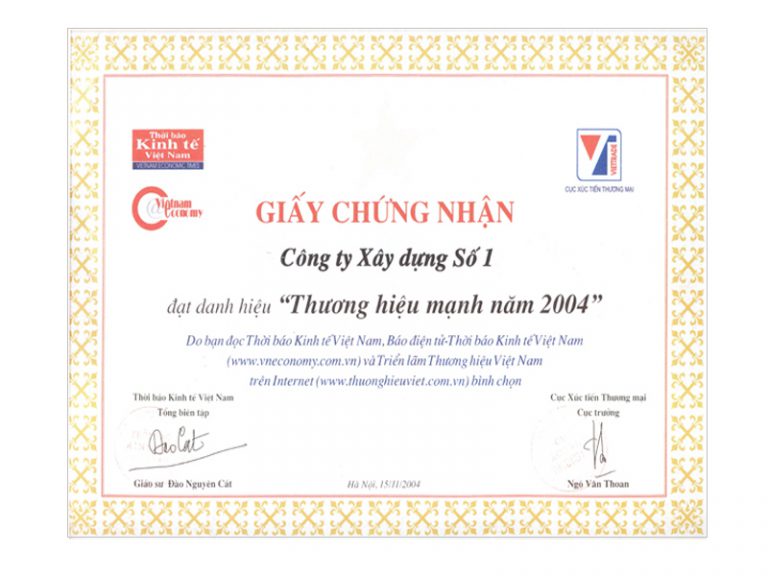 Thời báo
Kinh tế
Việt Nam
VIETNAM ECONOMIC TIMES
VIETRADE
CỤC XÚC TIẾN THƯƠNG MẠI
Vietnam
Economy
GIẤY CHỨNG NHẬN
Công ty Xây dựng Số 1
đạt danh hiệu “Thương hiệu mạnh năm 2004”
Do bạn đọc Thời báo Kinh tế Việt Nam, Báo điện tử-Thời báo Kinh tế Việt Nam
(www.vneconomy.com.vn) và Triển lãm Thương hiệu Việt Nam
trên Internet (www.thuonghieuviet.com.vn) bình chọn
Thời báo Kinh tế Việt Nam
Tổng biên tập
Cục Xúc tiến Thương mại
Cục trưởng
Giáo sư Đào Nguyên Cát
Hà Nội, 15/11/2004
Ngô Văn Thoan